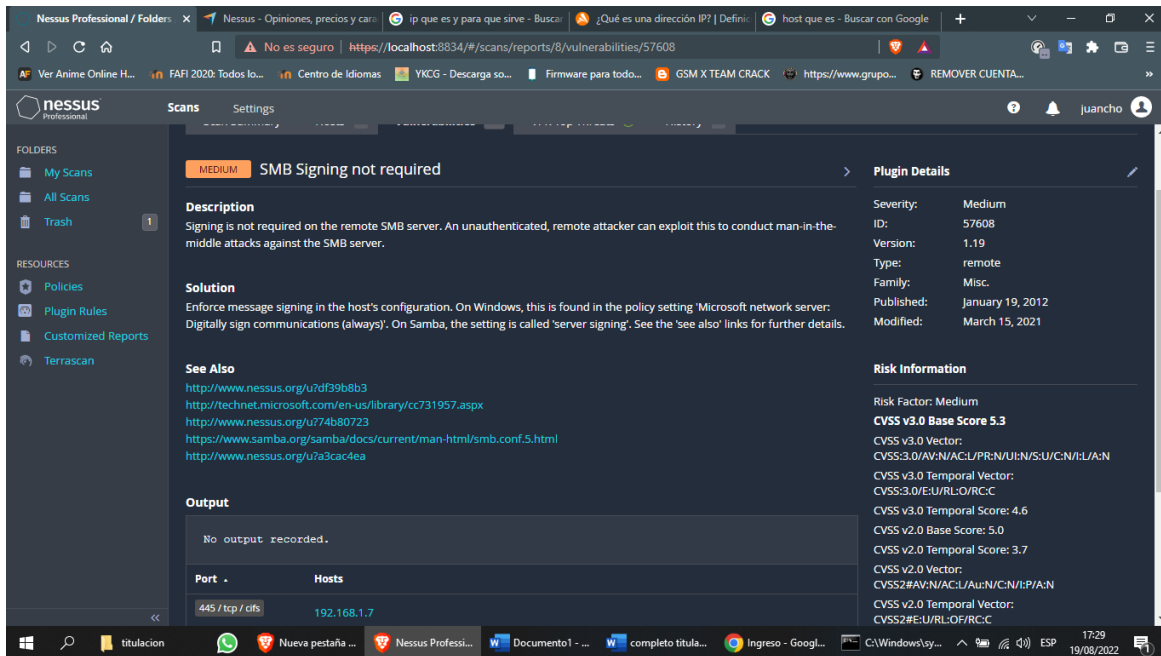 Nessus Professional / Folders
Nessus - Opiniones, precios y cara
ip que es y para que sirve - Buscar
¿Qué es una dirección IP? | Definic
host que es - Buscar con Google
No es seguro | https://localhost:8834/#/scans/reports/8/vulnerabilities/57608
Ver Anime Online H...
FAFI 2020: Todos lo...
Centro de Idiomas
YKCG - Descarga so...
Firmware para todo...
GSM X TEAM CRACK
https://www.grupo...
REMOVER CUENTA...
nessus
Professional
Scans
Settings
juancho
FOLDERS
My Scans
All Scans
Trash
1
RESOURCES
Policies
Plugin Rules
Customized Reports
Terrascan
MEDIUM
SMB Signing not required
Description
Signing is not required on the remote SMB server. An unauthenticated, remote attacker can exploit this to conduct man-in-the-
middle attacks against the SMB server.
Solution
Enforce message signing in the host's configuration. On Windows, this is found in the policy setting 'Microsoft network server:
Digitally sign communications (always)'. On Samba, the setting is called 'server signing'. See the 'see also' links for further details.
See Also
http://www.nessus.org/u?df39b8b3
http://technet.microsoft.com/en-us/library/cc731957.aspx
http://www.nessus.org/u?74b80723
https://www.samba.org/samba/docs/current/man-html/smb.conf.5.html
http://www.nessus.org/u?a3cac4ea
Output
No output recorded.
Port
Hosts
445 / tcp / cifs
192.168.1.7
Plugin Details
Severity: Medium
ID: 57608
Version: 1.19
Type: remote
Family: Misc.
Published: January 19, 2012
Modified: March 15, 2021
Risk Information
Risk Factor: Medium
CVSS v3.0 Base Score 5.3
CVSS v3.0 Vector:
CVSS:3.0/AV:N/AC:L/PR:N/UI:N/S:U/C:N/I:L/A:N
CVSS v3.0 Temporal Vector:
CVSS:3.0/E:U/RL:O/RC:C
CVSS v3.0 Temporal Score: 4.6
CVSS v2.0 Base Score: 5.0
CVSS v2.0 Temporal Score: 3.7
CVSS v2.0 Vector:
CVSS2#AV:N/AC:L/Au:N/C:N/I:P/A:N
CVSS v2.0 Temporal Vector:
CVSS2#E:U/RL:OF/RC:C
titulacion
Nueva pestaña ...
Nessus Professi...
Documento1 - ...
completo titula...
Ingreso - Googl...
C:\Windows\sy...
ESP
17:29
19/08/2022
1